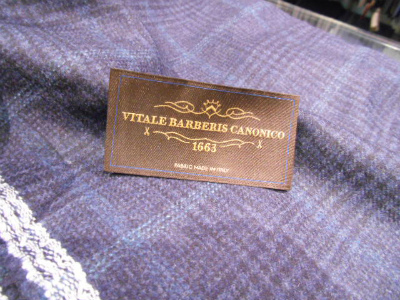 VITALE BARBERIS CANONICO
1663
FABRIC MADE IN ITALY